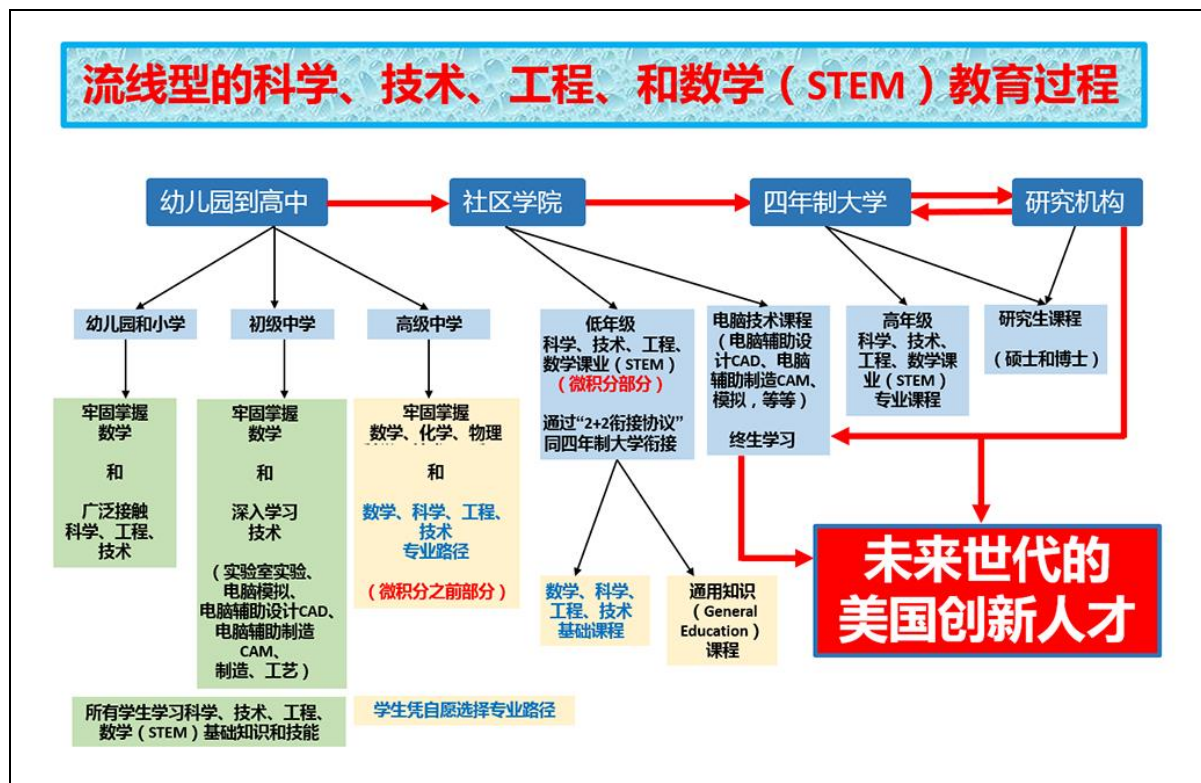 流线型的科学、技术、工程、和数学（STEM）教育过程
幼儿园到高中
社区学院
四年制大学
研究机构
幼儿园和小学
初级中学
高级中学
牢固掌握
数学
和
广泛接触
科学、工程、
技术
牢固掌握
数学
和
深入学习
技术
（实验室实验、
电脑模拟、
电脑辅助设计CAD、
电脑辅助制造
CAM、
制造、工艺）
牢固掌握
数学、化学、物理
和
数学、科学、工程、
技术
专业路径
（微积分之前部分）
低年级
科学、技术、工程、
数学课业（STEM）
（微积分部分）
通过“2+2衔接协议”
同四年制大学衔接
电脑技术课程
（电脑辅助设
计CAD、电脑
辅助制造CAM、
模拟，等等）
终生学习
高年级
科学、技术、
工程、数学课
业（STEM）
专业课程
研究生课程
（硕士和博士）
数学、科学、
工程、技术
基础课程
通用知识
（General
Education）
课程
未来世代的
美国创新人才
所有学生学习科学、技术、工程、
数学（STEM）基础知识和技能
学生凭自愿选择专业路径